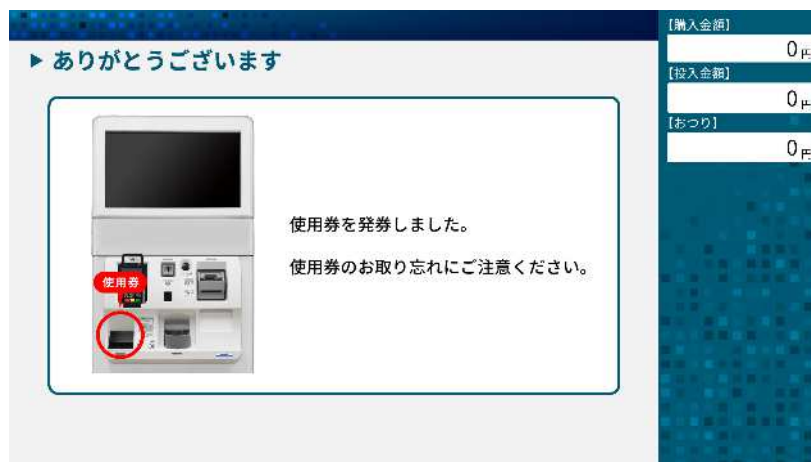 ありがとうございます
使用券を発券しました。
使用券のお取り忘れにご注意ください。
使用券
【購入金額】
0円
【投入金額】
0円
【おつり】
0円